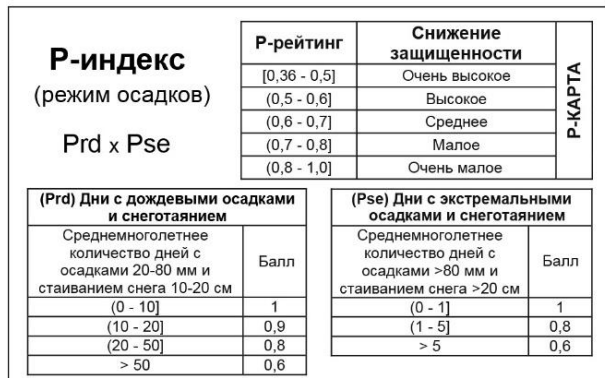 P-индекс
(режим осадков)
Prd x Pse
P-рейтинг Снижение защищенности
[0,36 - 0,5] Очень высокое
(0,5 - 0,6] Высокое
(0,6 - 0,7] Среднее
(0,7 - 0,8] Малое
(0,8 - 1,0] Очень малое
P-КАРТА
(Prd) Дни с дождевыми осадками
и снеготаянием
Среднемноголетнее
количество дней с
осадками 20-80 мм и
стаиванием снега 10-20 см
Балл
(0 - 10] 1
(10 - 20] 0,9
(20 - 50] 0,8
> 50 0,6
(Pse) Дни с экстремальными
осадками и снеготаянием
Среднемноголетнее
количество дней с
осадками >80 мм и
стаиванием снега >20 см
Балл
(0 - 1] 1
(1 - 5] 0,8
> 5 0,6